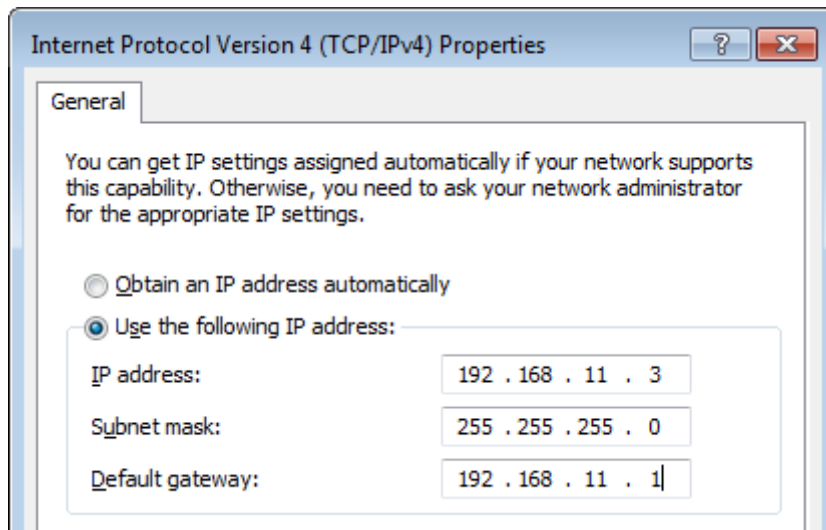 Internet Protocol Version 4 (TCP/IPv4) Properties
?
General
You can get IP settings assigned automatically if your network supports
this capability. Otherwise, you need to ask your network administrator
for the appropriate IP settings.
Obtain an IP address automatically
Use the following IP address:
IP address: 192 . 168 . 11 . 3
Subnet mask: 255 . 255 . 255 . 0
Default gateway: 192 . 168 . 11 . 1